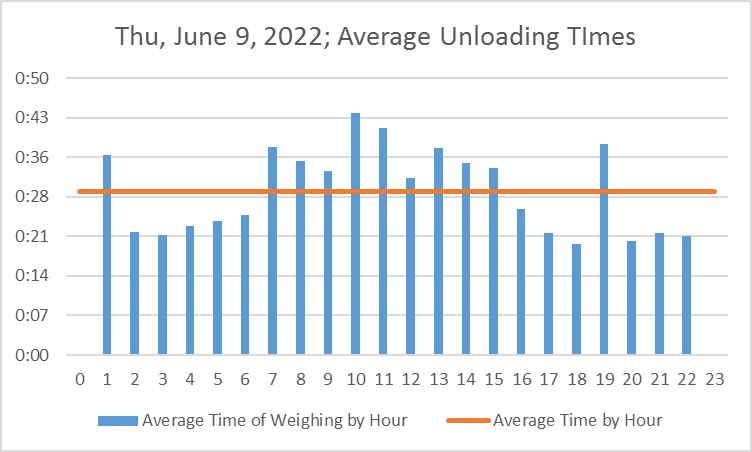 Thu, June 9, 2022; Average Unloading TImes
0:50
0:43
0:36
0:28
0:21
0:14
0:07
0:00
0 1 2 3 4 5 6 7 8 9 10 11 12 13 14 15 16 17 18 19 20 21 22 23
Average Time of Weighing by Hour Average Time by Hour